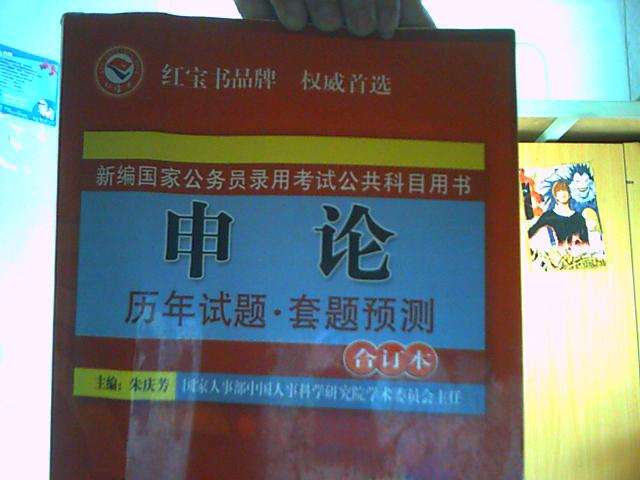 红宝书品牌 权威首选
新编国家公务员录用考试公共科目用书
申论
历年试题·套题预测
合订本
主编：朱庆芳 国家人事部中国人事科学研究院学术委员会主任